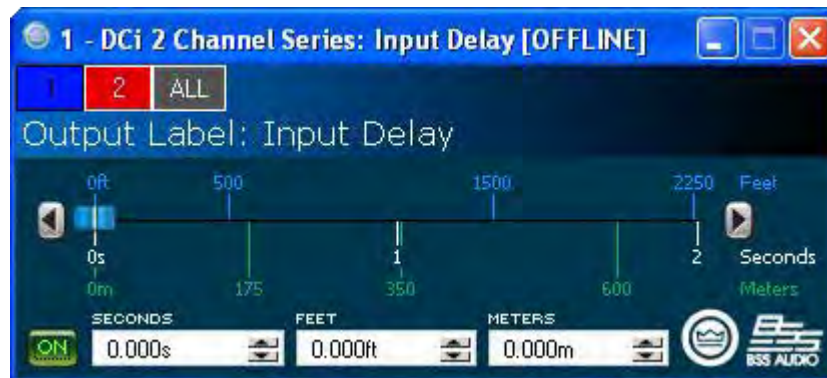 1 - DCi 2 Channel Series: Input Delay [OFFLINE]
1 2 ALL
Output Label: Input Delay
0ft 500 1500 2250 Feet
0s 1 2 Seconds
0m 175 350 600 Meters
SECONDS FEET METERS
ON 0.000s 0.000ft 0.000m
BSS AUDIO